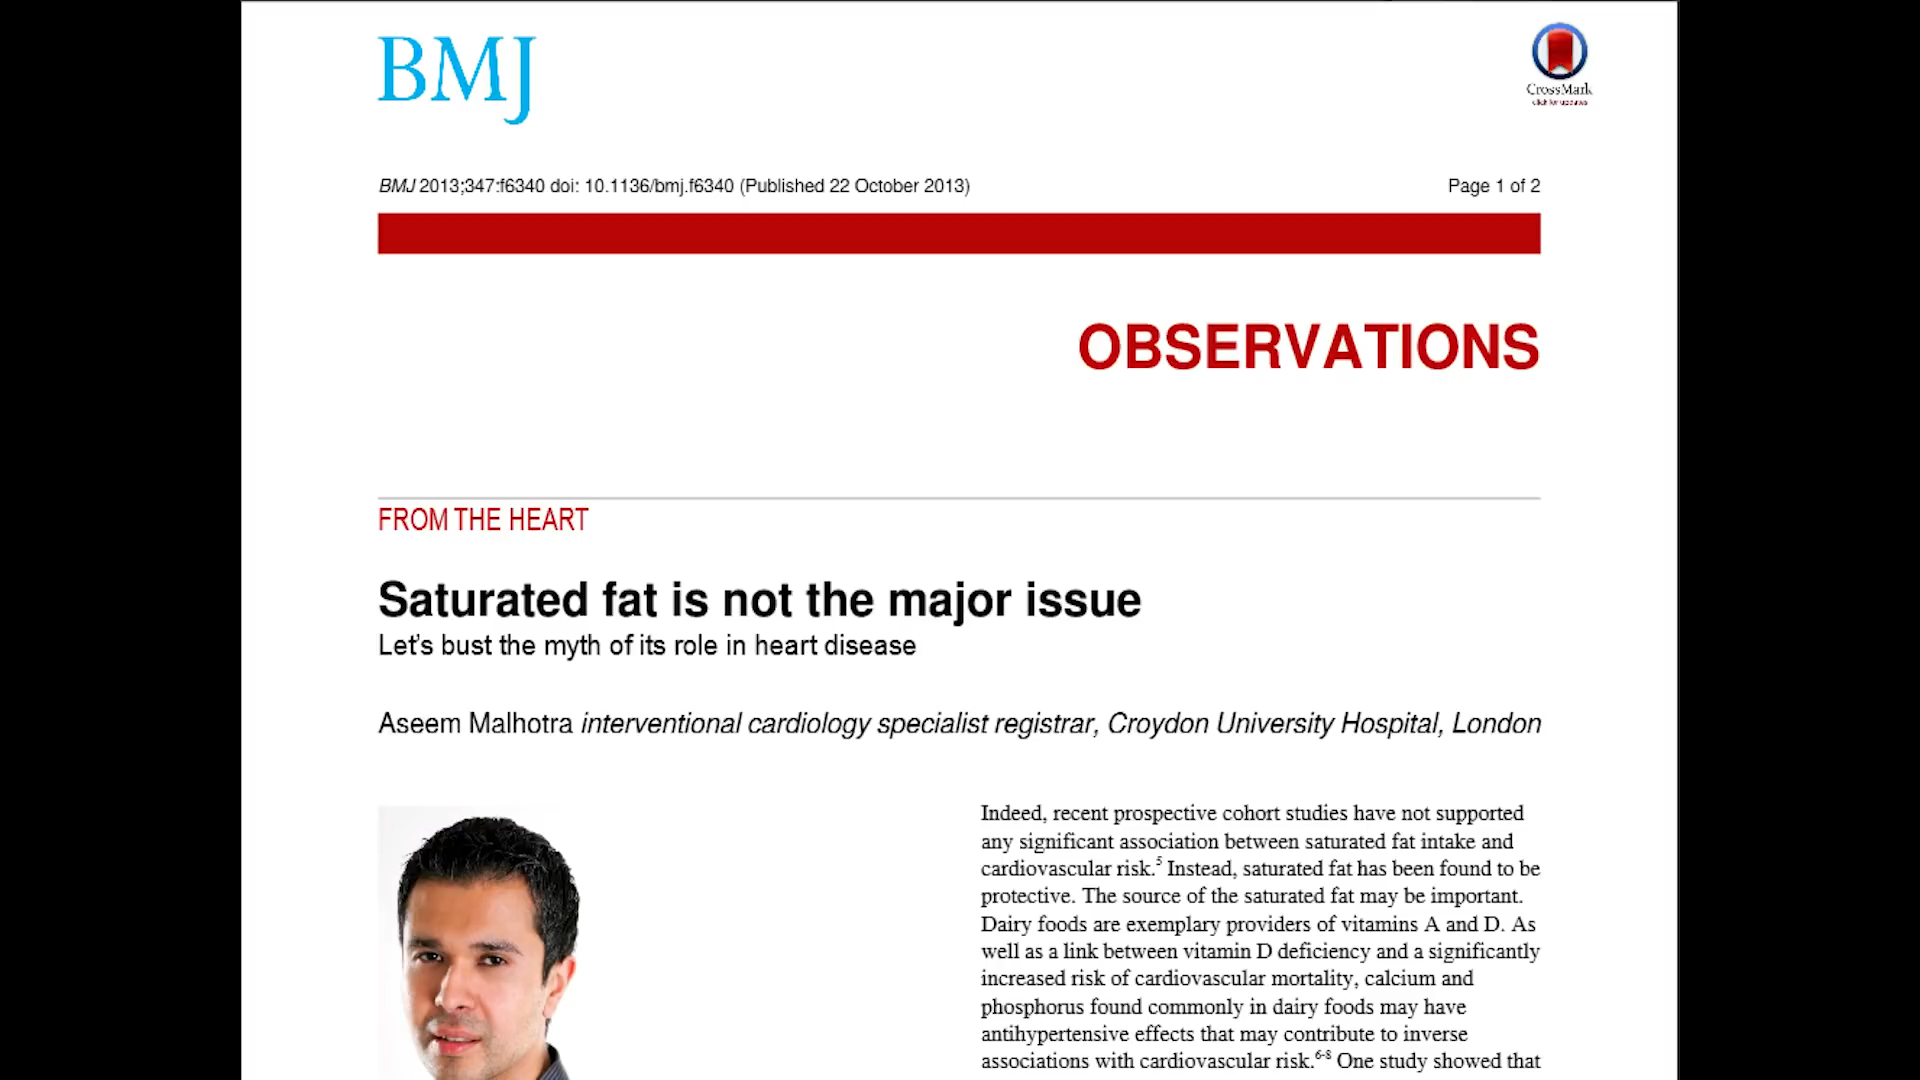 BMJ
CrossMark
click for updates
BMJ 2013;347:f6340 doi: 10.1136/bmj.f6340 (Published 22 October 2013)
Page 1 of 2
OBSERVATIONS
FROM THE HEART
Saturated fat is not the major issue
Let's bust the myth of its role in heart disease
Aseem Malhotra interventional cardiology specialist registrar, Croydon University Hospital, London
Indeed, recent prospective cohort studies have not supported
any significant association between saturated fat intake and
cardiovascular risk.5 Instead, saturated fat has been found to be
protective. The source of the saturated fat may be important.
Dairy foods are exemplary providers of vitamins A and D. As
well as a link between vitamin D deficiency and a significantly
increased risk of cardiovascular mortality, calcium and
phosphorus found commonly in dairy foods may have
antihypertensive effects that may contribute to inverse
associations with cardiovascular risk.6-8 One study showed that